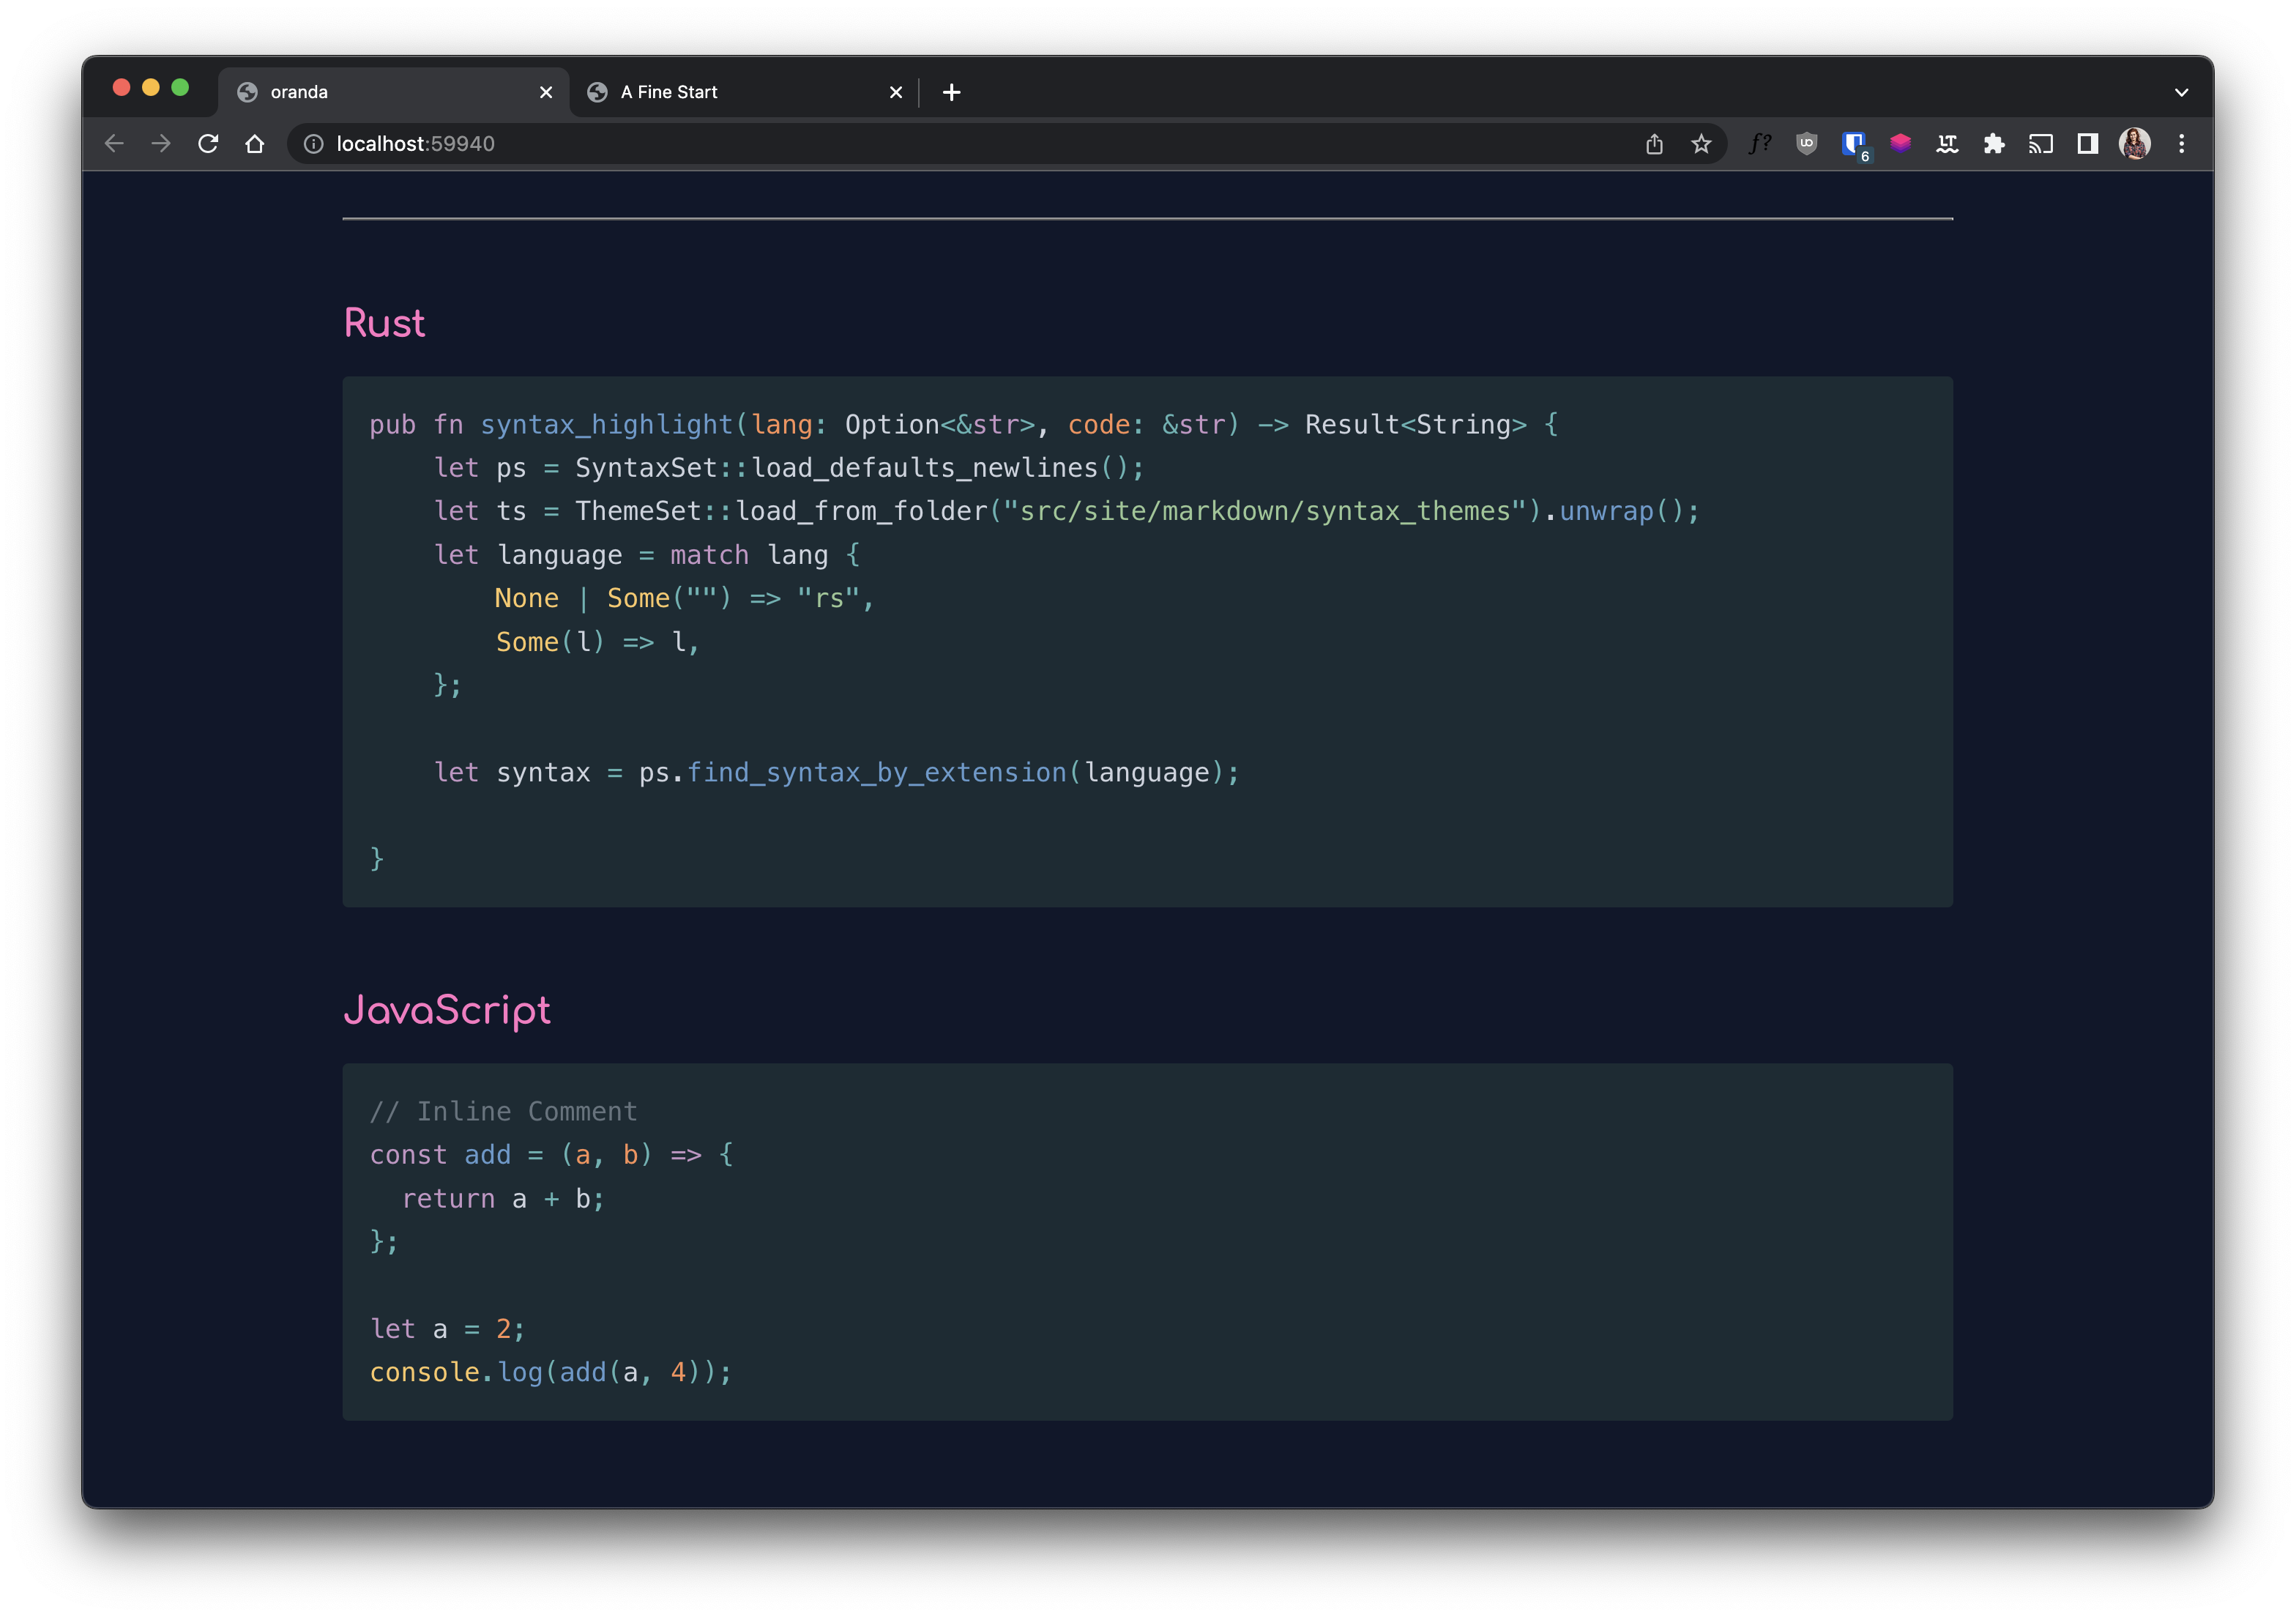 oranda
A Fine Start
localhost:59940
f?
6
LT
Rust
pub fn syntax_highlight(lang: Option<&str>, code: &str) -> Result<String> {
    let ps = SyntaxSet::load_defaults_newlines();
    let ts = ThemeSet::load_from_folder("src/site/markdown/syntax_themes").unwrap();
    let language = match lang {
        None | Some("") => "rs",
        Some(l) => l,
    };
    let syntax = ps.find_syntax_by_extension(language);
}
JavaScript
// Inline Comment
const add = (a, b) => {
  return a + b;
};
let a = 2;
console.log(add(a, 4));